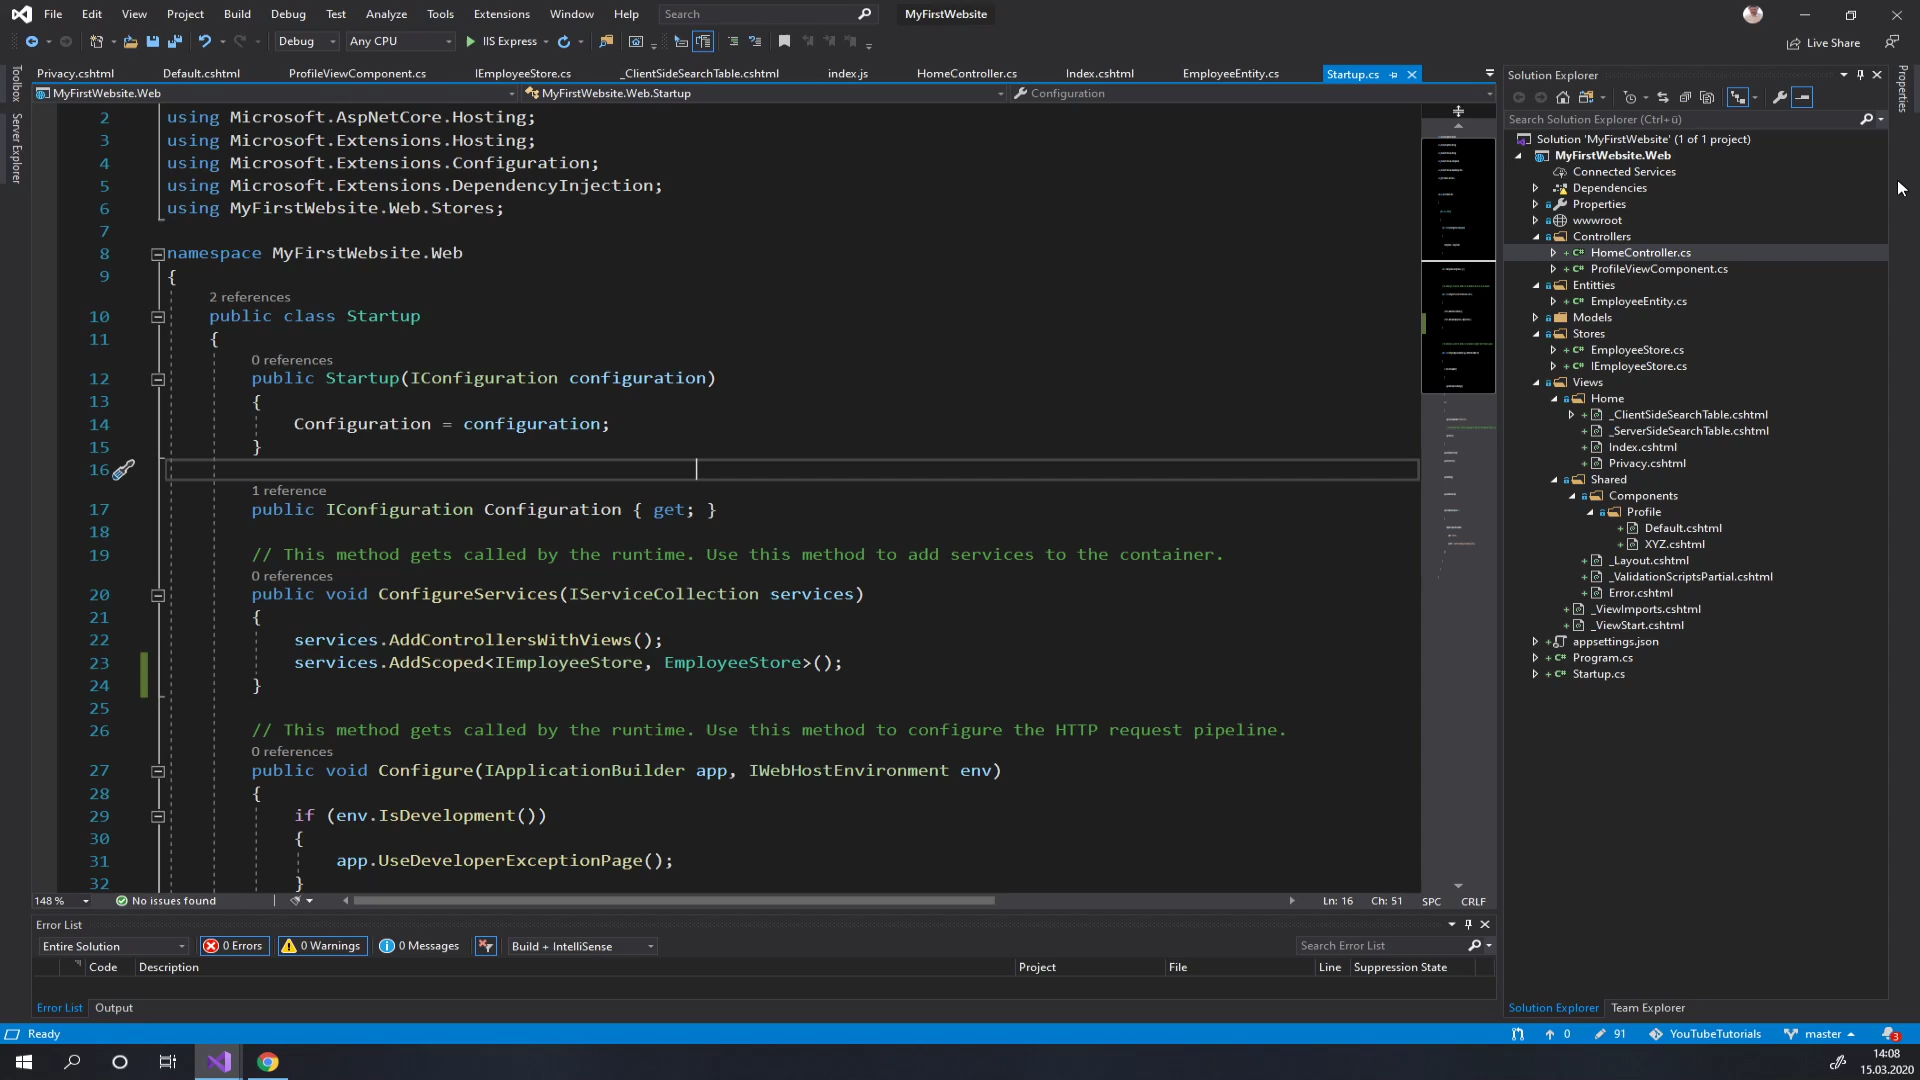 File Edit View Project Build Debug Test Analyze Tools Extensions Window Help Search MyFirstWebsite
Debug Any CPU IIS Express Live Share
Privacy.cshtml Default.cshtml ProfileViewComponent.cs IEmployeeStore.cs _ClientSideSearchTable.cshtml index.js HomeController.cs Index.cshtml EmployeeEntity.cs Startup.cs
MyFirstWebsite.Web MyFirstWebsite.Web.Startup Configuration
Toolbox
Server Explorer
2 using Microsoft.AspNetCore.Hosting;
3 using Microsoft.Extensions.Hosting;
4 using Microsoft.Extensions.Configuration;
5 using Microsoft.Extensions.DependencyInjection;
6 using MyFirstWebsite.Web.Stores;
7
8 namespace MyFirstWebsite.Web
9 {
2 references
10 public class Startup
11 {
0 references
12 public Startup(IConfiguration configuration)
13 {
14 Configuration = configuration;
15 }
16
1 reference
17 public IConfiguration Configuration { get; }
18
19 // This method gets called by the runtime. Use this method to add services to the container.
0 references
20 public void ConfigureServices(IServiceCollection services)
21 {
22 services.AddControllersWithViews();
23 services.AddScoped<IEmployeeStore, EmployeeStore>();
24 }
25
26 // This method gets called by the runtime. Use this method to configure the HTTP request pipeline.
0 references
27 public void Configure(IApplicationBuilder app, IWebHostEnvironment env)
28 {
29 if (env.IsDevelopment())
30 {
31 app.UseDeveloperExceptionPage();
32 }
148 % No issues found Ln: 16 Ch: 51 SPC CRLF
Error List
Entire Solution 0 Errors 0 Warnings 0 Messages Build + IntelliSense Search Error List
Code Description Project File Line Suppression State
Error List Output
Solution Explorer
Search Solution Explorer (Ctrl+ü)
Solution 'MyFirstWebsite' (1 of 1 project)
MyFirstWebsite.Web
Connected Services
Dependencies
Properties
wwwroot
Controllers
HomeController.cs
ProfileViewComponent.cs
Entities
EmployeeEntity.cs
Models
Stores
EmployeeStore.cs
IEmployeeStore.cs
Views
Home
_ClientSideSearchTable.cshtml
_ServerSideSearchTable.cshtml
Index.cshtml
Privacy.cshtml
Shared
Components
Profile
Default.cshtml
XYZ.cshtml
_Layout.cshtml
_ValidationScriptsPartial.cshtml
Error.cshtml
_ViewImports.cshtml
_ViewStart.cshtml
appsettings.json
Program.cs
Startup.cs
Solution Explorer Team Explorer
Properties
Ready 0 91 YouTubeTutorials master 3
14:08
15.03.2020